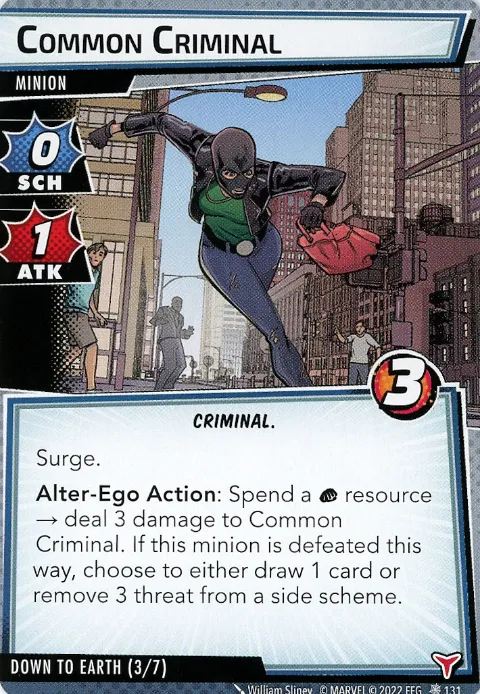 COMMON CRIMINAL
MINION
0
SCH
1
ATK
3
CRIMINAL.
Surge.
Alter-Ego Action: Spend a resource
→ deal 3 damage to Common
Criminal. If this minion is defeated this
way, choose to either draw 1 card or
remove 3 threat from a side scheme.
DOWN TO EARTH (3/7)
William Sliney © MARVEL © 2022 FFG 131